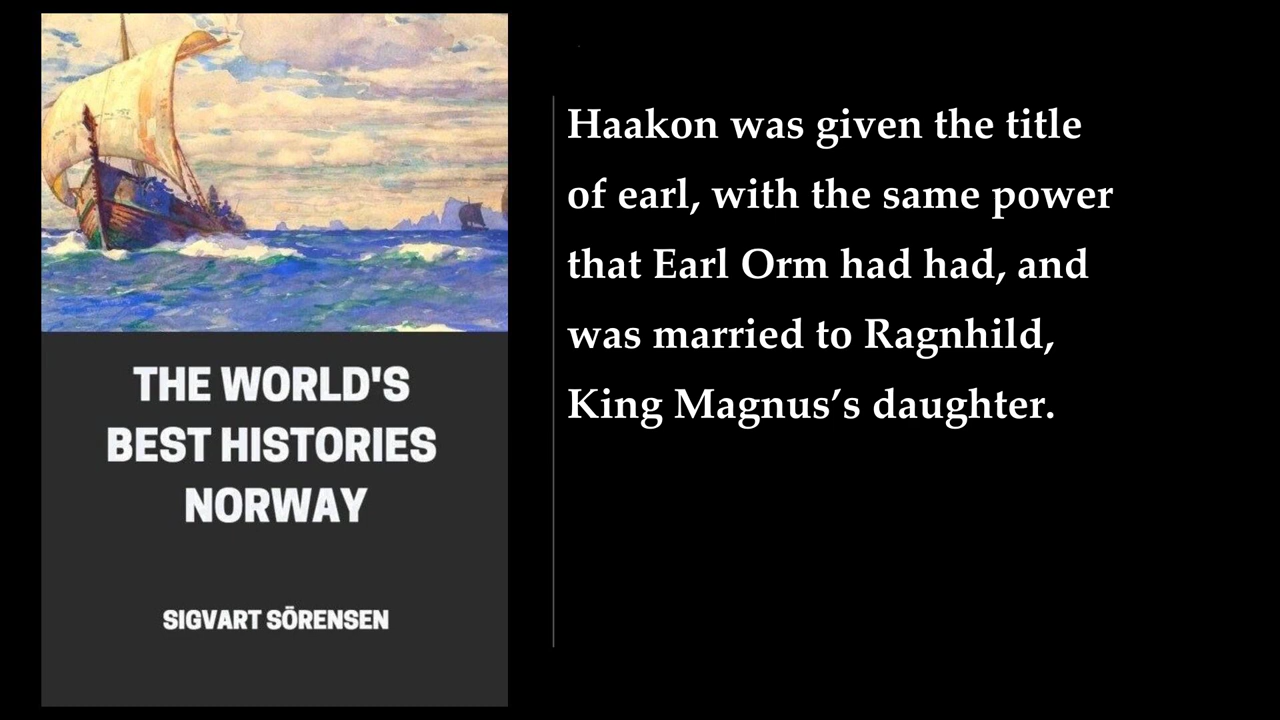 THE WORLD'S
BEST HISTORIES
NORWAY
SIGVART SÖRENSEN
Haakon was given the title
of earl, with the same power
that Earl Orm had had, and
was married to Ragnhild,
King Magnus’s daughter.